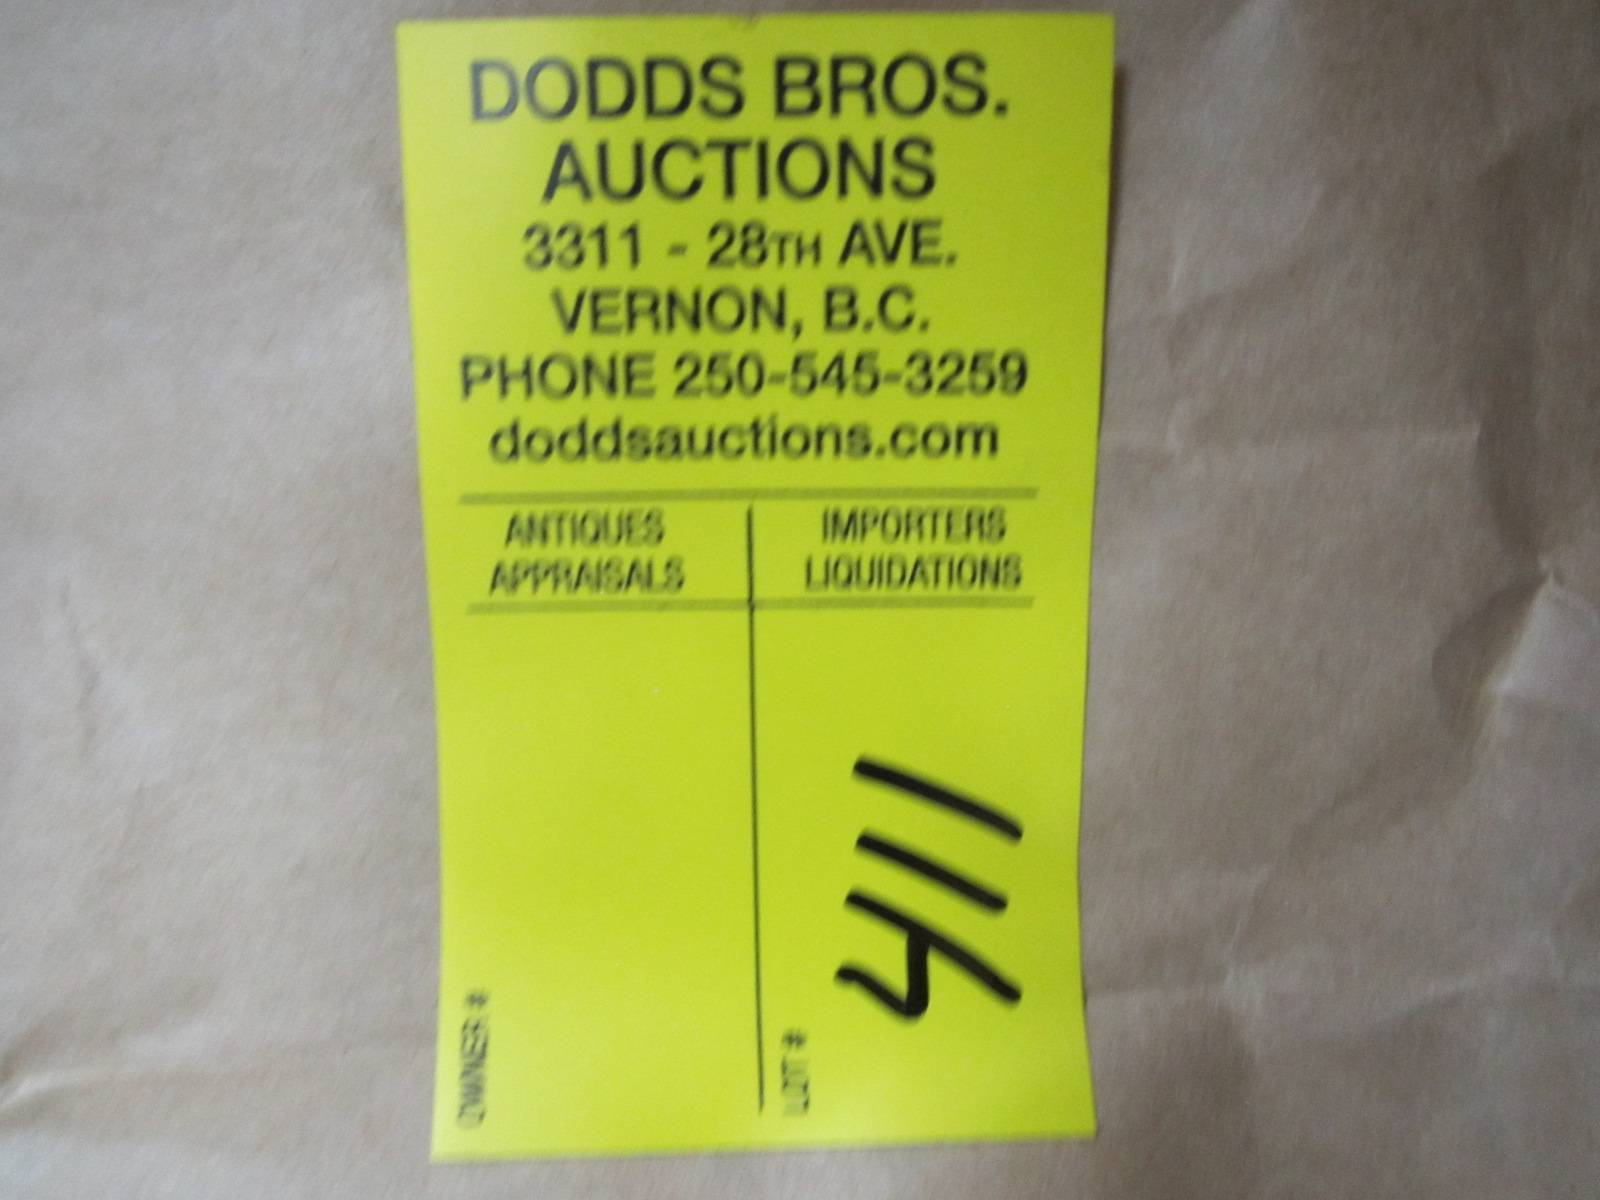 DODDS BROS.
AUCTIONS
3311 - 28TH AVE.
VERNON, B.C.
PHONE 250-545-3259
doddsauctions.com
ANTIQUES
APPRAISALS
IMPORTERS
LIQUIDATIONS
OWNER #
LOT #
411